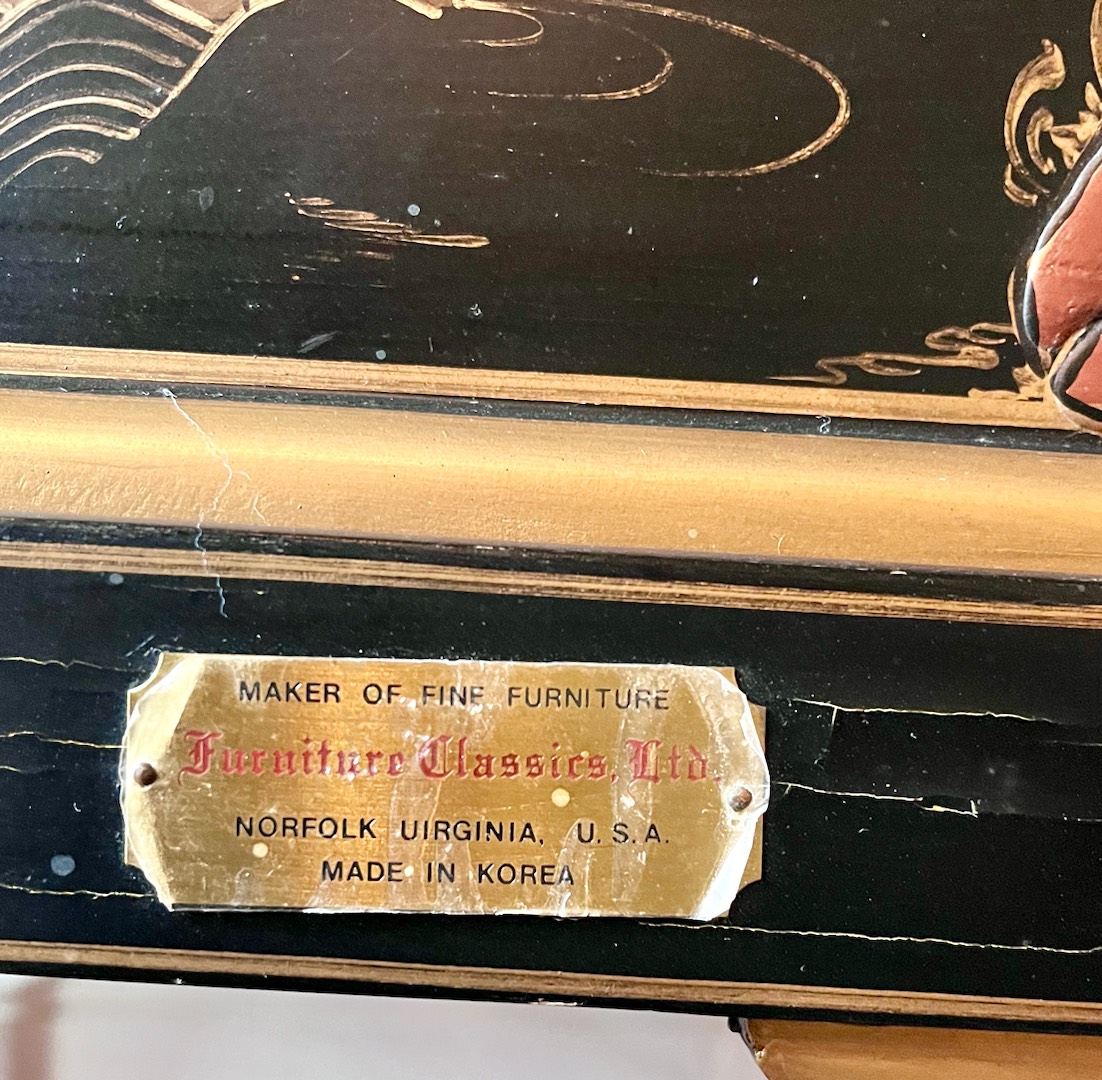 MAKER OF FINE FURNITURE
Furniture Classics, Ltd.
NORFOLK UIRGINIA, U.S.A.
MADE IN KOREA